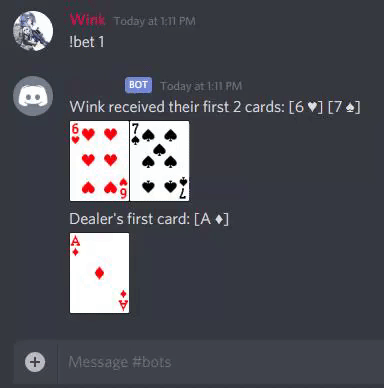 Wink Today at 1:11 PM
!bet 1
BOT Today at 1:11 PM
Wink received their first 2 cards: [6 ♥] [7 ♠]
6 7
9 7
Dealer's first card: [A ♦]
A
A
Message #bots